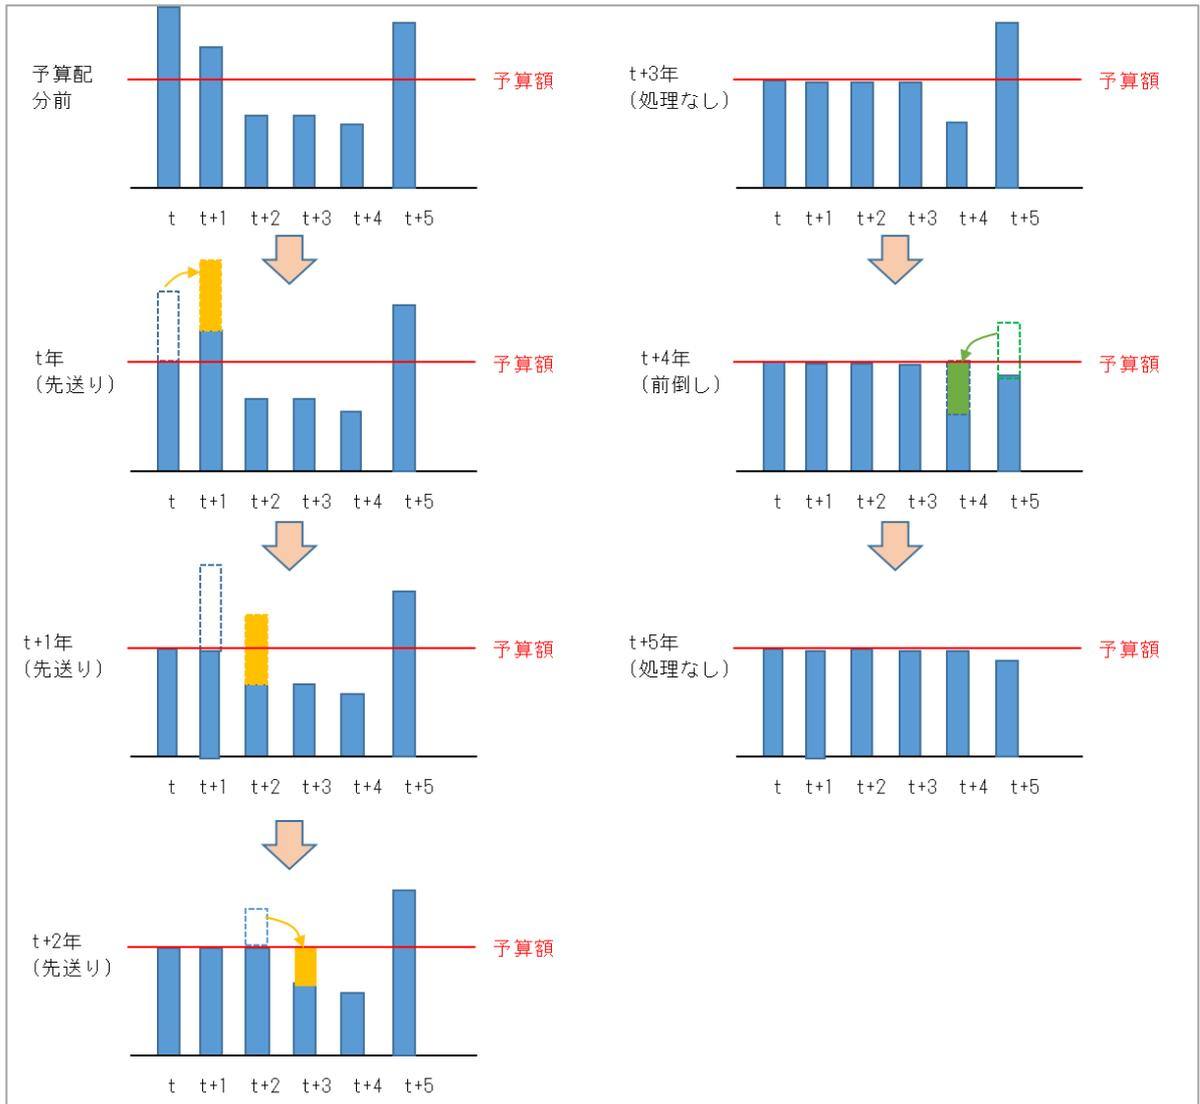 予算配
分前
予算額
t t+1 t+2 t+3 t+4 t+5
t年
(先送り)
予算額
t t+1 t+2 t+3 t+4 t+5
t+1年
(先送り)
予算額
t t+1 t+2 t+3 t+4 t+5
t+2年
(先送り)
予算額
t t+1 t+2 t+3 t+4 t+5
t+3年
(処理なし)
予算額
t t+1 t+2 t+3 t+4 t+5
t+4年
(前倒し)
予算額
t t+1 t+2 t+3 t+4 t+5
t+5年
(処理なし)
予算額
t t+1 t+2 t+3 t+4 t+5